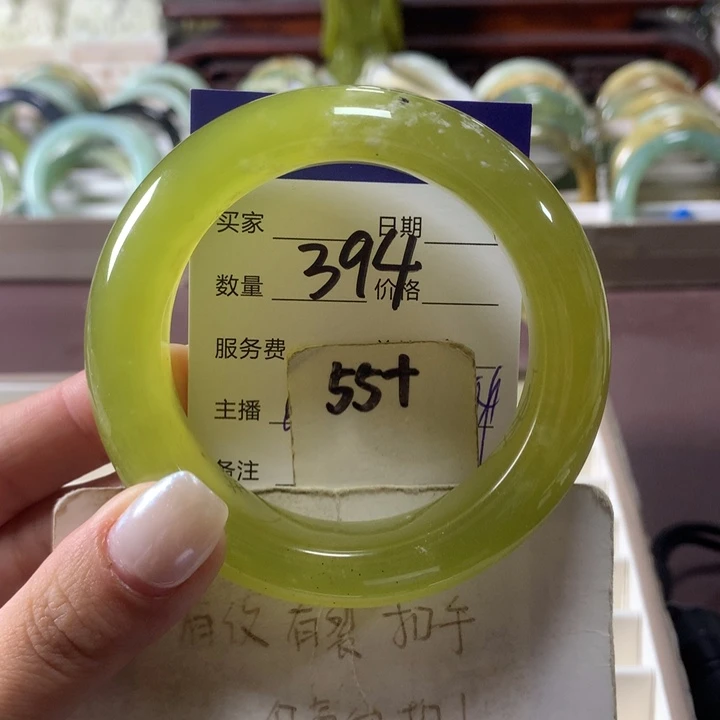 买家 日期
数量 394 价格
服务费
55+
主播
备注
有纹 有裂 扣手